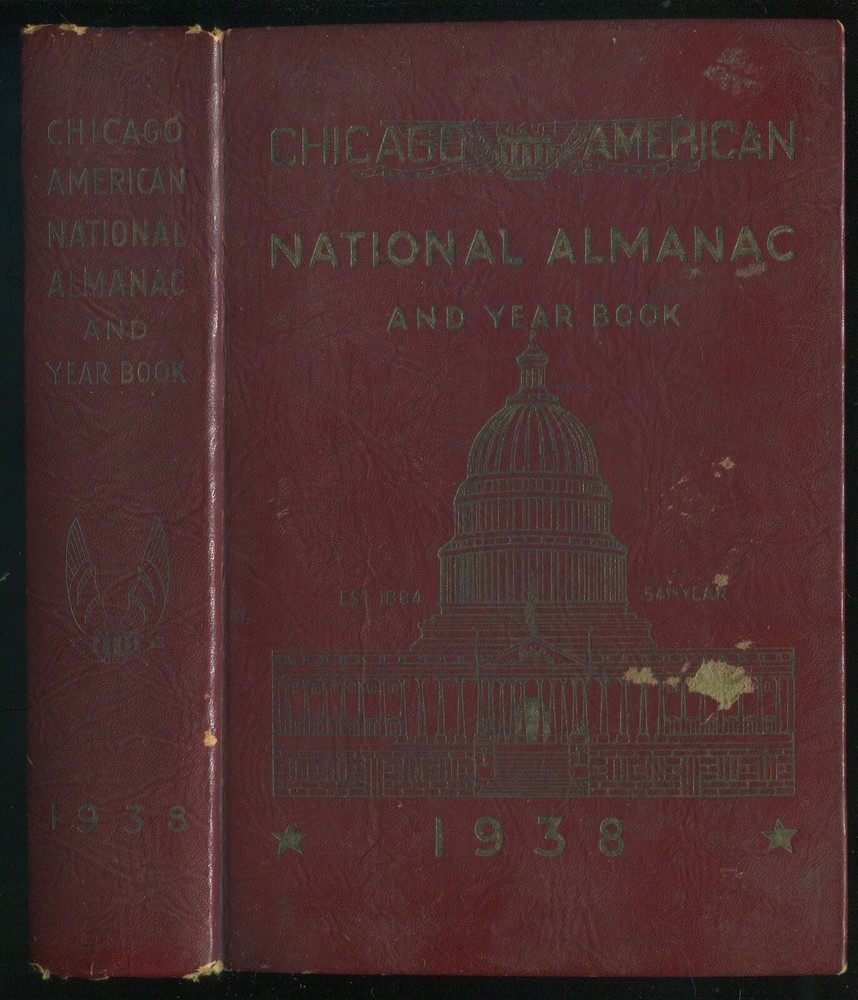 CHICAGO
AMERICAN
NATIONAL
ALMANAC
AND
YEAR BOOK
1938
CHICAGO AMERICAN
NATIONAL ALMANAC
AND YEAR BOOK
EST. 1884
54TH YEAR
1938